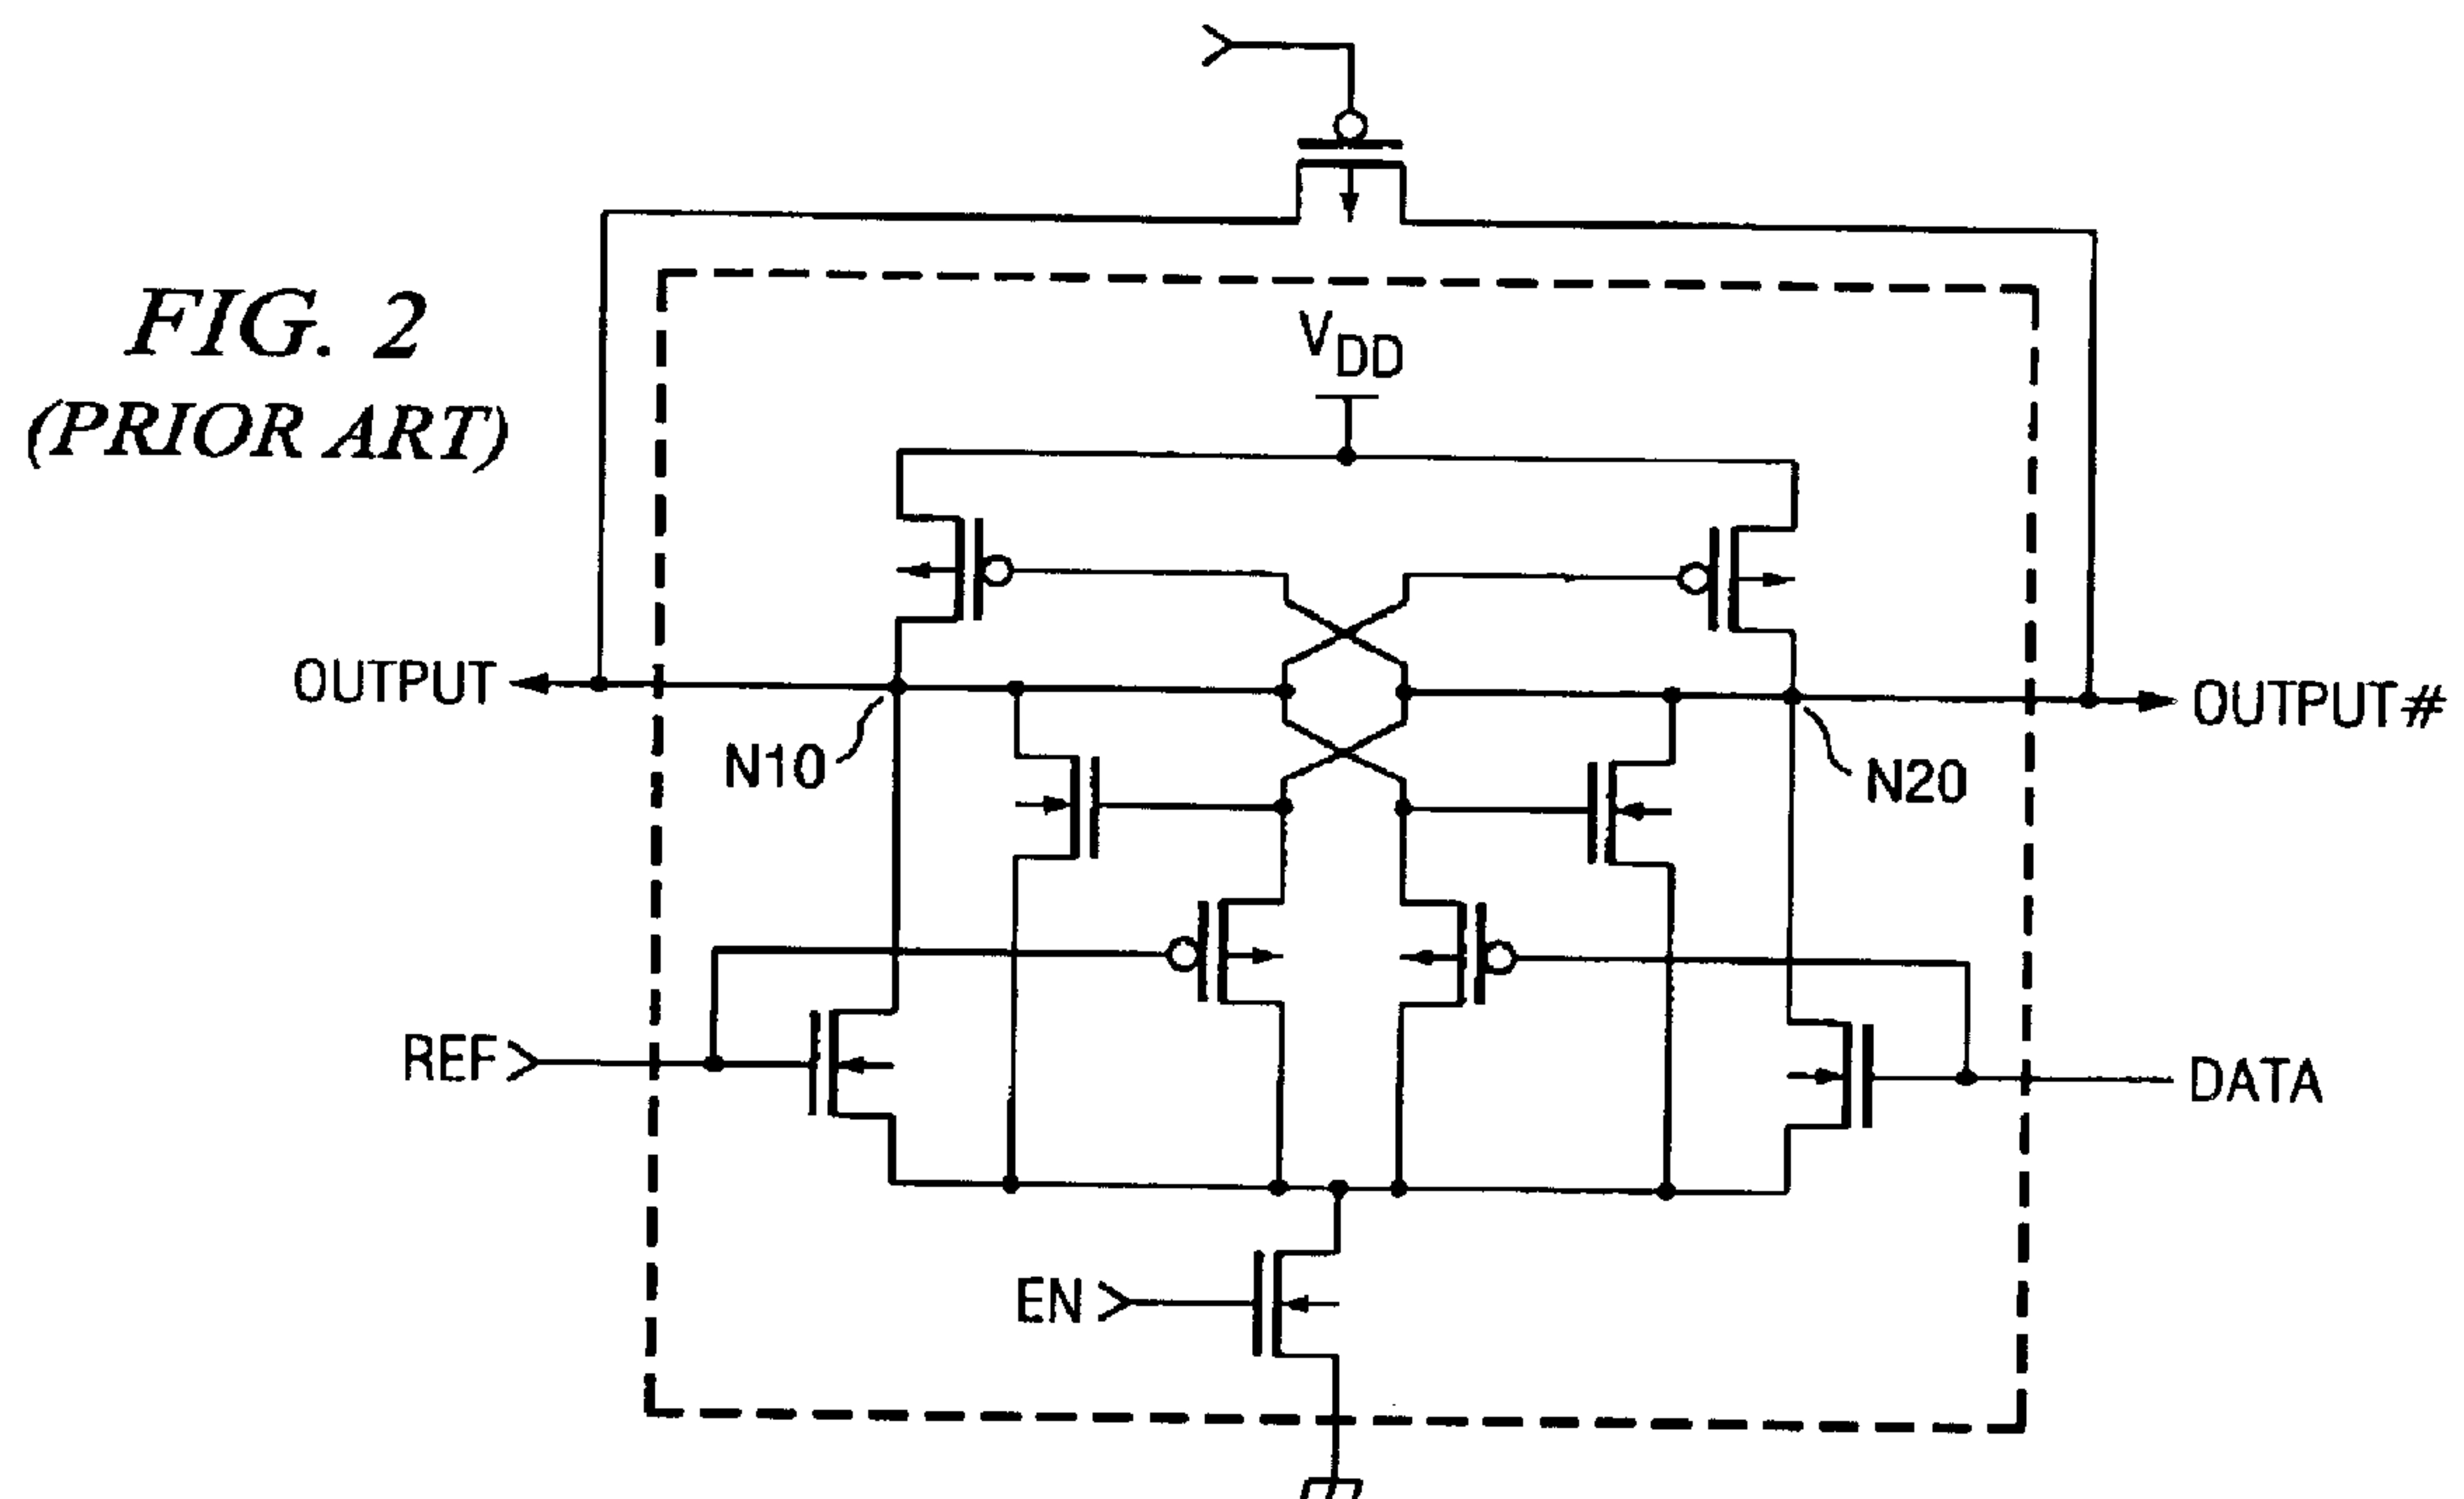 FIG. 2
(PRIOR ART)
VDD
OUTPUT
OUTPUT#
N10
N20
REF
DATA
EN